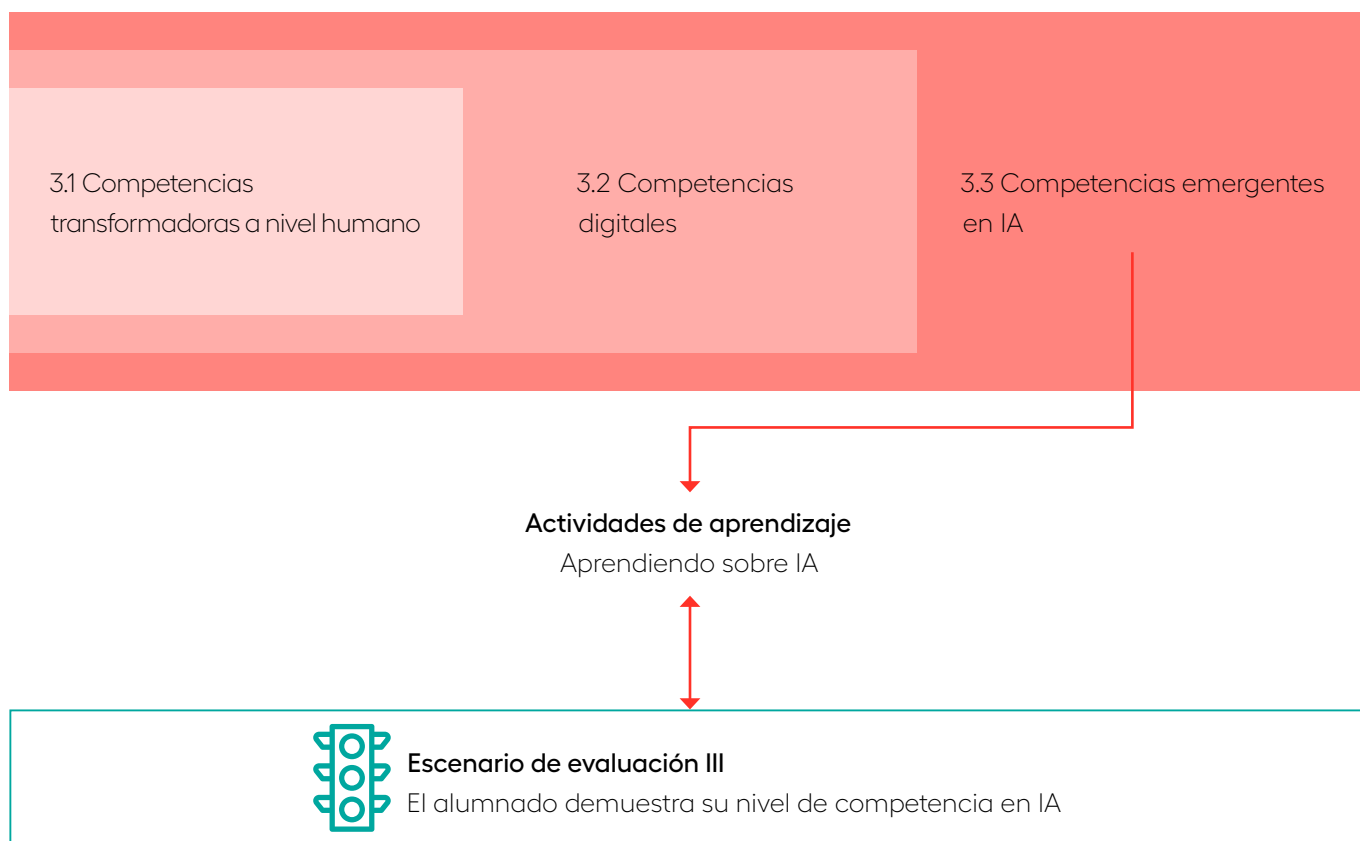 3.1 Competencias
transformadoras a nivel humano
3.2 Competencias
digitales
3.3 Competencias emergentes
en IA
Actividades de aprendizaje
Aprendiendo sobre IA
Escenario de evaluación III
El alumnado demuestra su nivel de competencia en IA